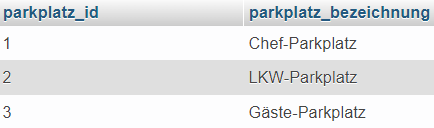 parkplatz_id parkplatz_bezeichnung
1 Chef-Parkplatz
2 LKW-Parkplatz
3 Gäste-Parkplatz